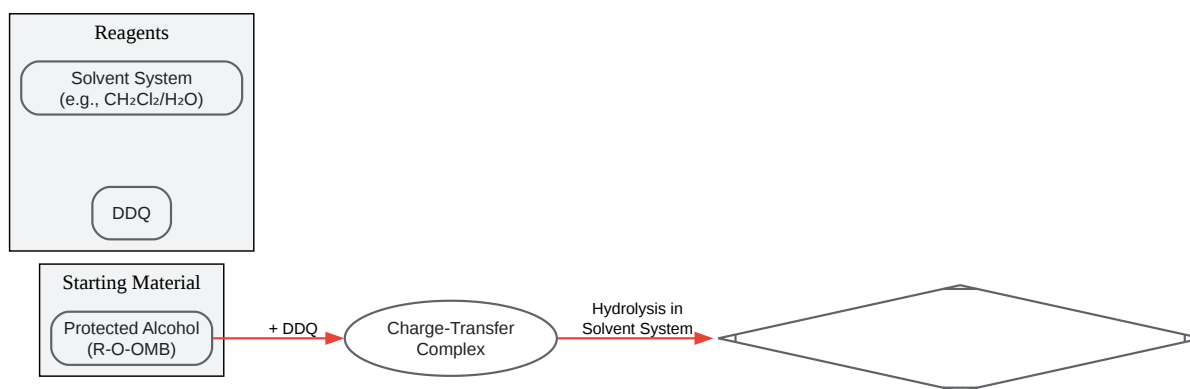 Reagents
Solvent System
(e.g., CH₂Cl₂/H₂O)
DDQ
Starting Material
Protected Alcohol
(R-O-OMB)
+ DDQ
Charge-Transfer
Complex
Hydrolysis in
Solvent System